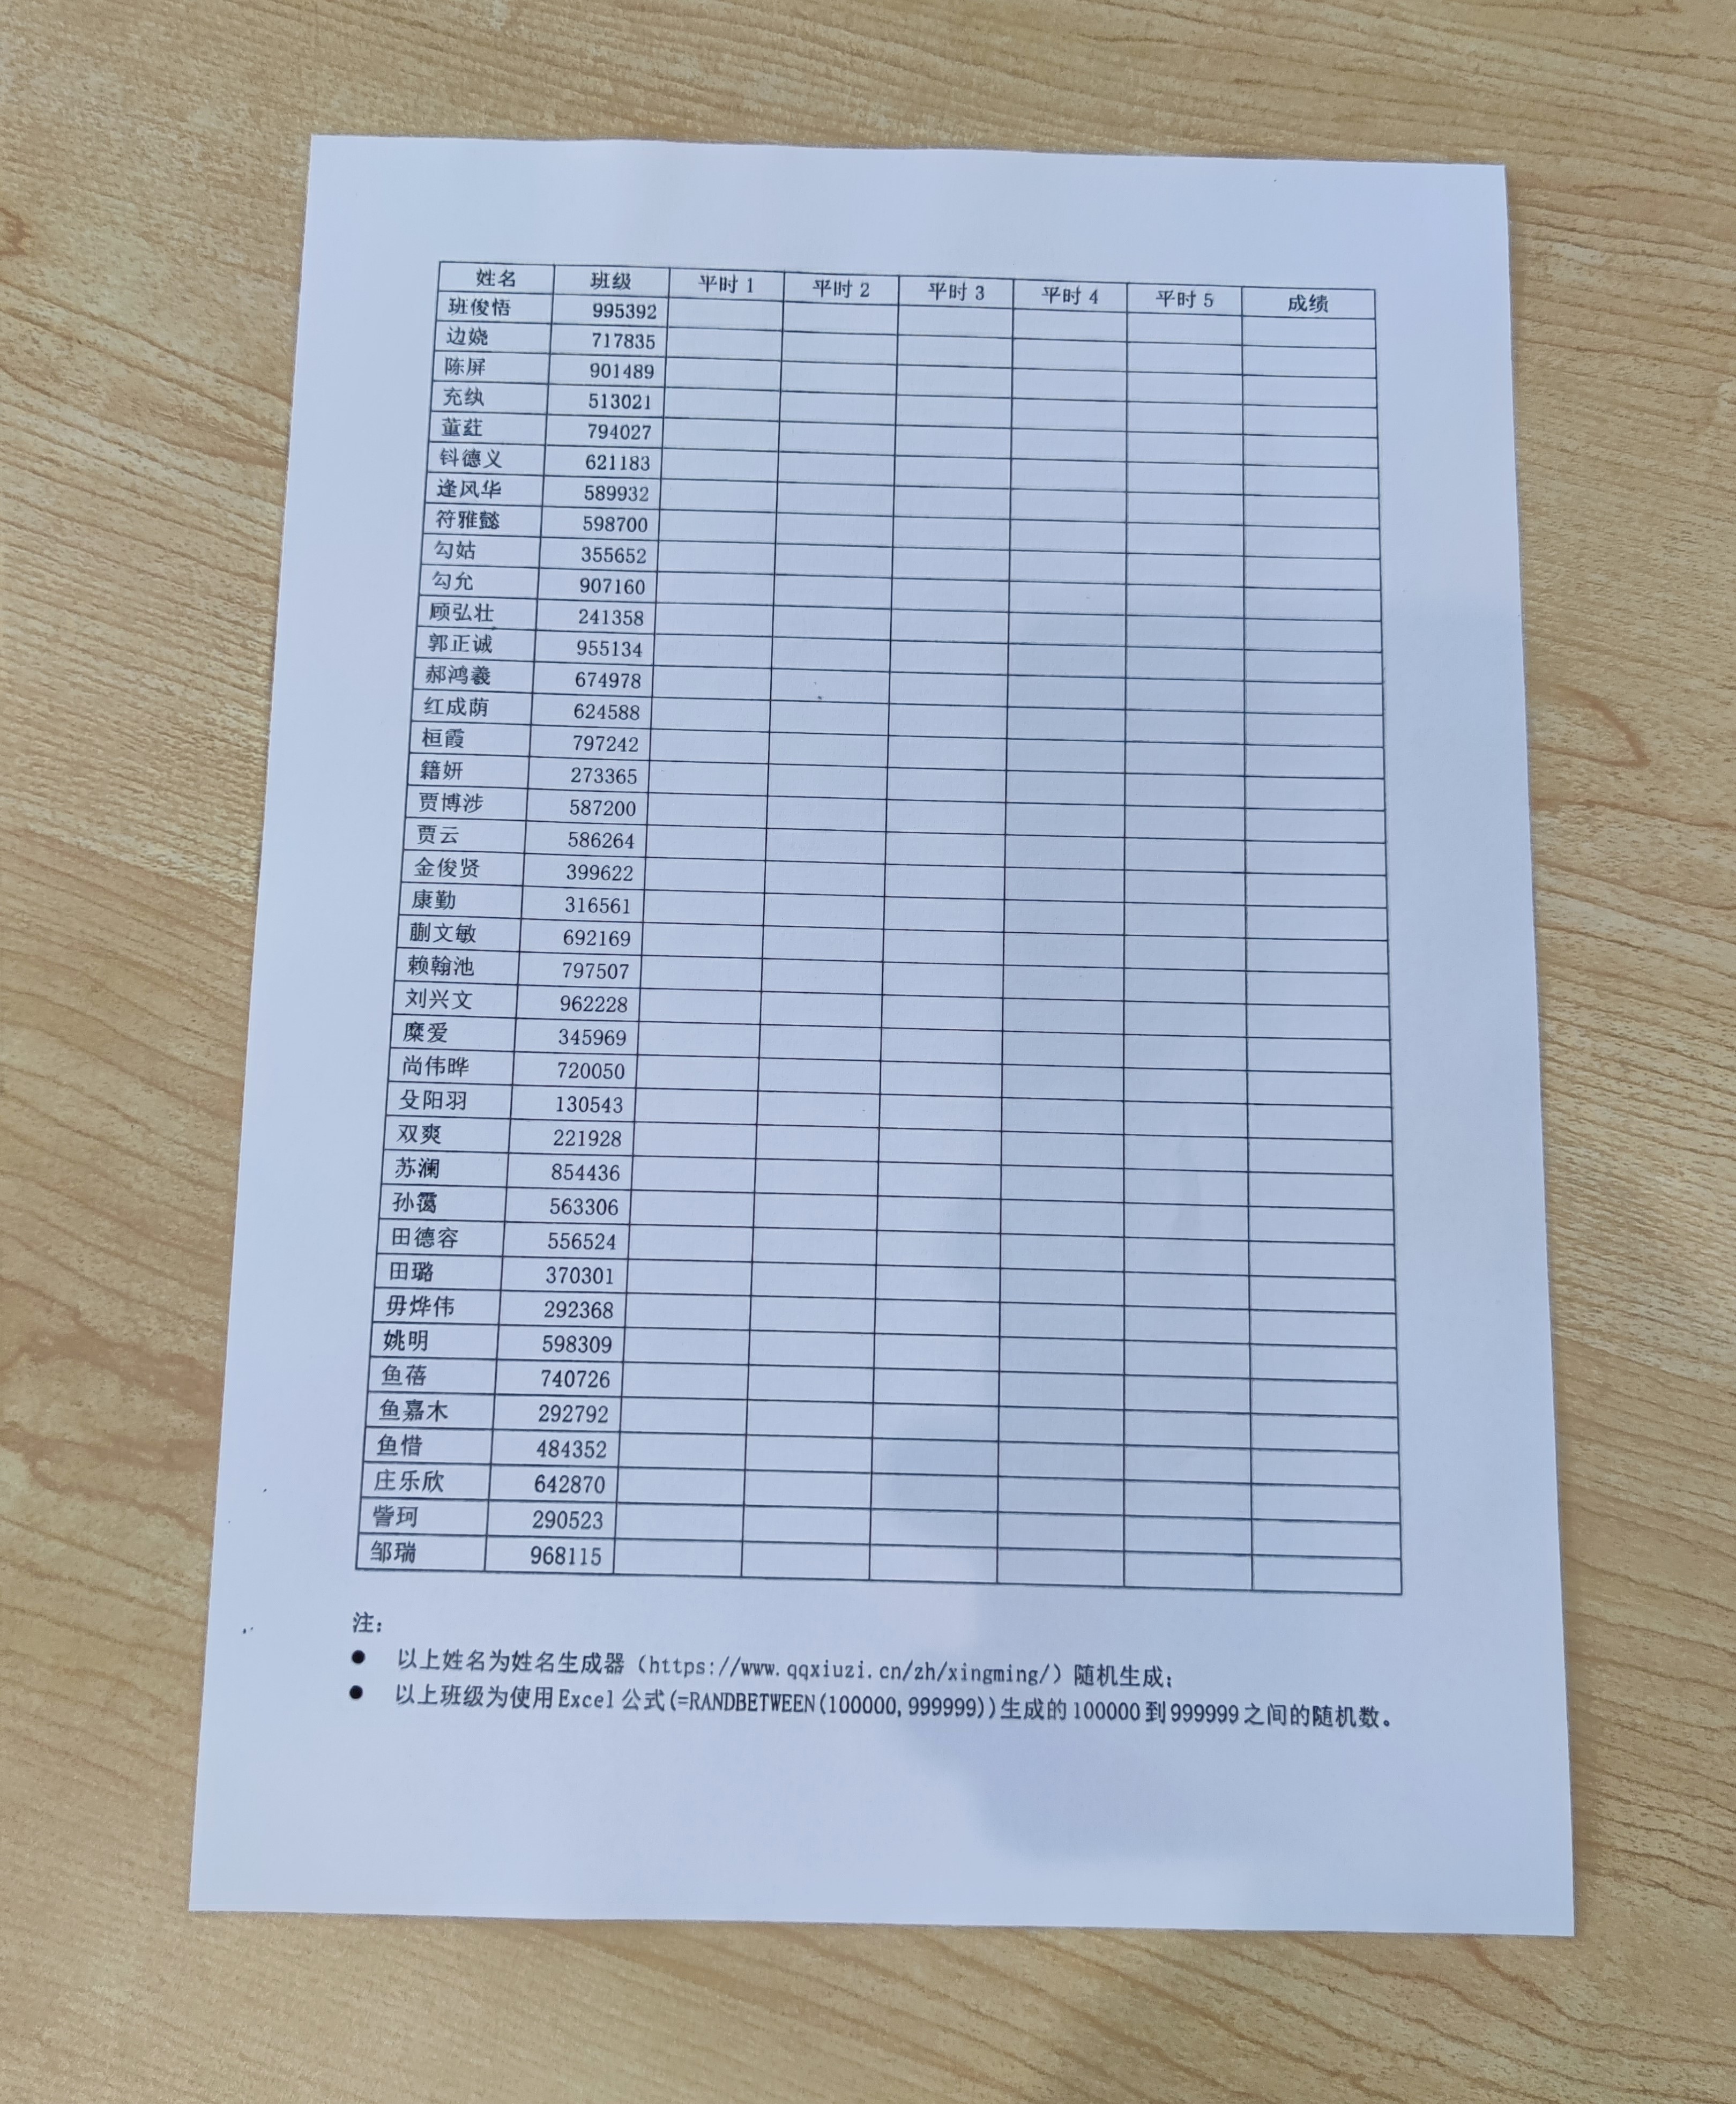 姓名 班级 平时1 平时2 平时3 平时4 平时5 成绩
班俊悟 995392
边娆 717835
陈屏 901489
充纨 513021
董荭 794027
钭德义 621183
逢风华 589932
符雅懿 598700
勾姑 355652
勾允 907160
顾弘壮 241358
郭正诚 955134
郝鸿羲 674978
红成荫 624588
桓霞 797242
籍妍 273365
贾博涉 587200
贾云 586264
金俊贤 399622
康勤 316561
蒯文敏 692169
赖翰池 797507
刘兴文 962228
糜爱 345969
尚伟晔 720050
殳阳羽 130543
双爽 221928
苏澜 854436
孙霭 563306
田德容 556524
田璐 370301
毋烨伟 292368
姚明 598309
鱼蓓 740726
鱼嘉木 292792
鱼惜 484352
庄乐欣 642870
訾珂 290523
邹瑞 968115
注:
● 以上姓名为姓名生成器（https://www.qqxiuzi.cn/zh/xingming/）随机生成;
● 以上班级为使用Excel公式(=RANDBETWEEN(100000,999999))生成的100000到999999之间的随机数。